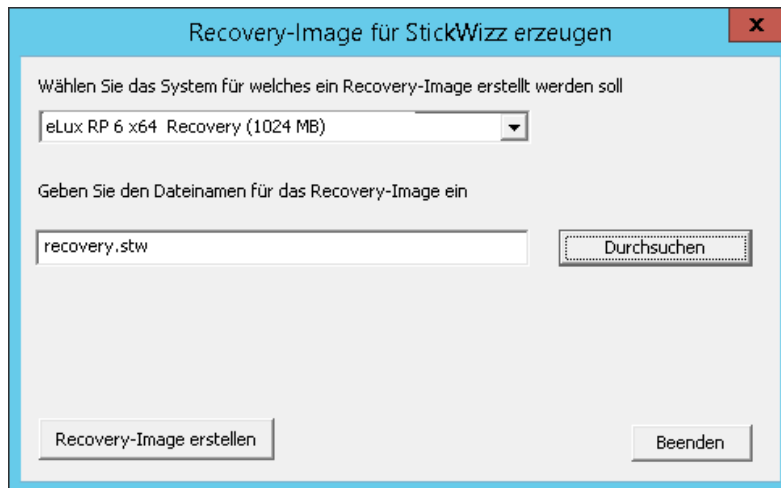 Recovery-Image für StickWizz erzeugen
x
Wählen Sie das System für welches ein Recovery-Image erstellt werden soll
eLux RP 6 x64 Recovery (1024 MB)
Geben Sie den Dateinamen für das Recovery-Image ein
recovery.stw
Durchsuchen
Recovery-Image erstellen
Beenden